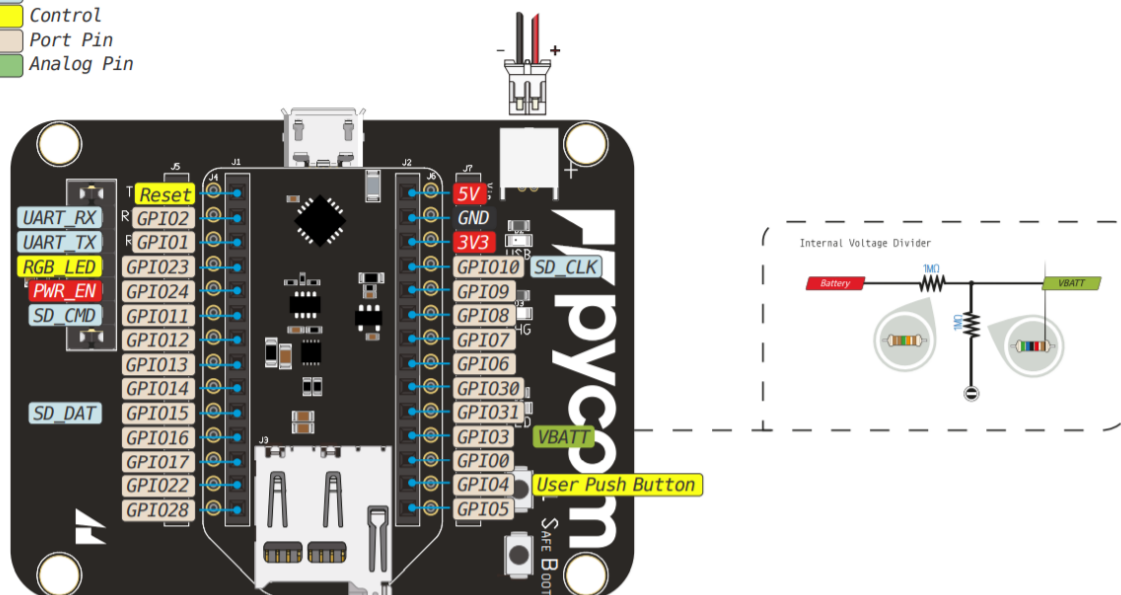 Control
Port Pin
Analog Pin
- +
J5 J4 J1 J2 J6 J7
+
T Reset
5V
UART_RX R GPIO2
GND
UART_TX R GPIO1
3V3
RGB_LED GPIO23
GPIO10 SD_CLK
USB
PWR_EN GPIO24
GPIO9
SD_CMD GPIO11
GPIO8
HG
GPIO12
GPIO7
GPIO13
GPIO6
GPIO14
GPIO30
SD_DAT GPIO15
GPIO31
GPIO16
GPIO3 VBATT
J3
GPIO17
GPIO0
GPIO22
GPIO4 User Push Button
GPIO28
GPIO5
SAFE BOOT
pycom
Internal Voltage Divider
Battery 1MΩ VBATT
1MΩ